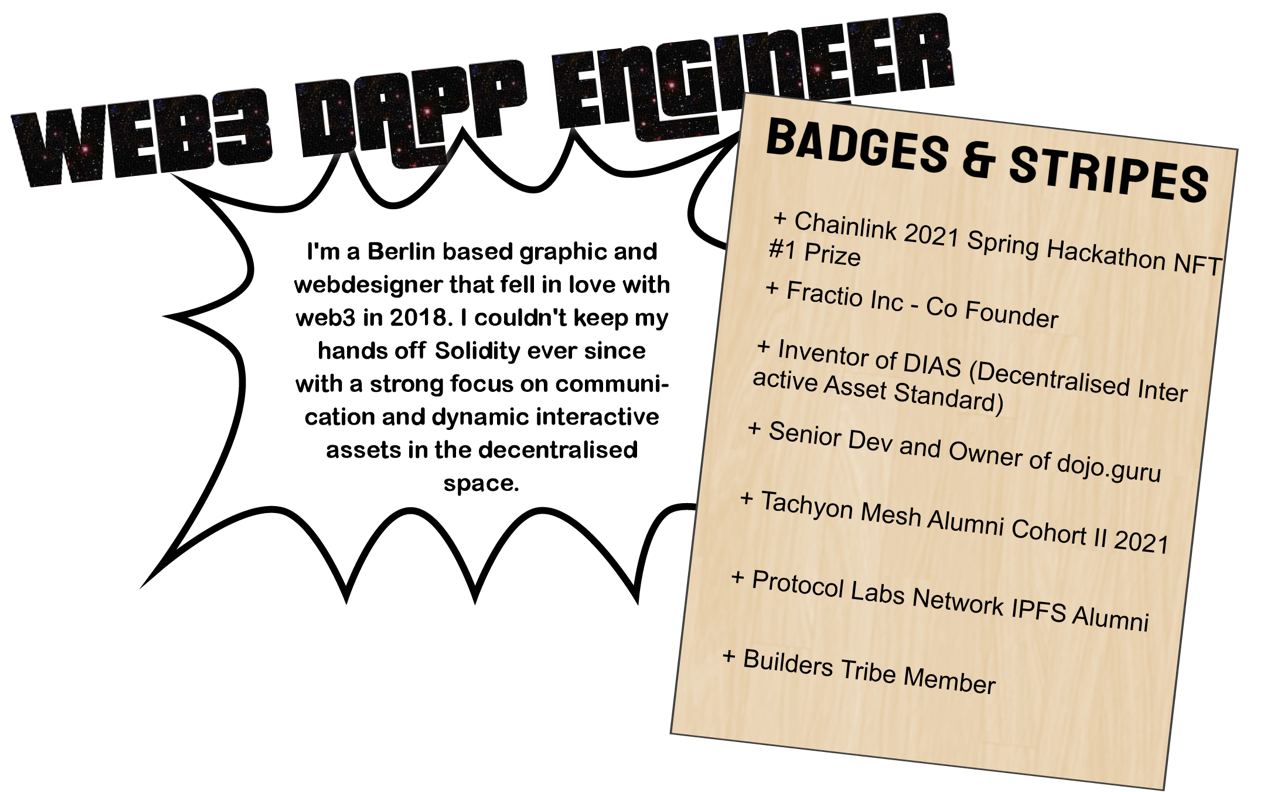 WEB3 DAPP ENGINEER
I'm a Berlin based graphic and
webdesigner that fell in love with
web3 in 2018. I couldn't keep my
hands off Solidity ever since
with a strong focus on communi-
cation and dynamic interactive
assets in the decentralised
space.
BADGES & STRIPES
+ Chainlink 2021 Spring Hackathon NFT
#1 Prize
+ Fractio Inc - Co Founder
+ Inventor of DIAS (Decentralised Inter
active Asset Standard)
+ Senior Dev and Owner of dojo.guru
+ Tachyon Mesh Alumni Cohort II 2021
+ Protocol Labs Network IPFS Alumni
+ Builders Tribe Member